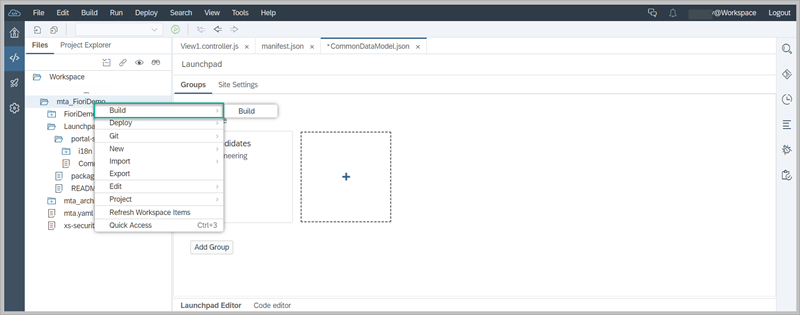 File Edit Build Run Deploy Search View Tools Help
@Workspace Logout
Files Project Explorer
View1.controller.js × manifest.json × *CommonDataModel.json ×
Launchpad
Groups Site Settings
Workspace
mta_FioriDemo
FioriDemo
Launchpa
portal-s
i18n
Com
packag
READM
mta_arch
mta.yaml
xs-securit
Build
Deploy
Git
New
Import
Export
Edit
Project
Refresh Workspace Items
Quick Access Ctrl+3
Build
didates
neering
+
Add Group
Launchpad Editor Code editor